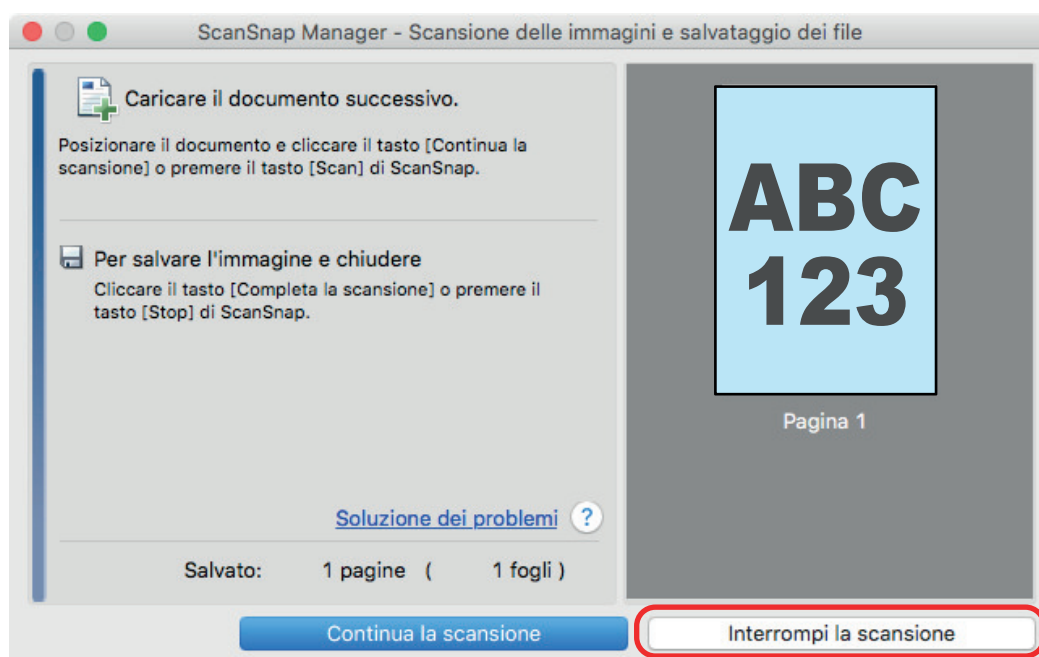 ScanSnap Manager - Scansione delle immagini e salvataggio dei file
Caricare il documento successivo.
Posizionare il documento e cliccare il tasto [Continua la
scansione] o premere il tasto [Scan] di ScanSnap.
Per salvare l'immagine e chiudere
Cliccare il tasto [Completa la scansione] o premere il
tasto [Stop] di ScanSnap.
Soluzione dei problemi ?
Salvato: 1 pagine ( 1 fogli )
ABC
123
Pagina 1
Continua la scansione
Interrompi la scansione